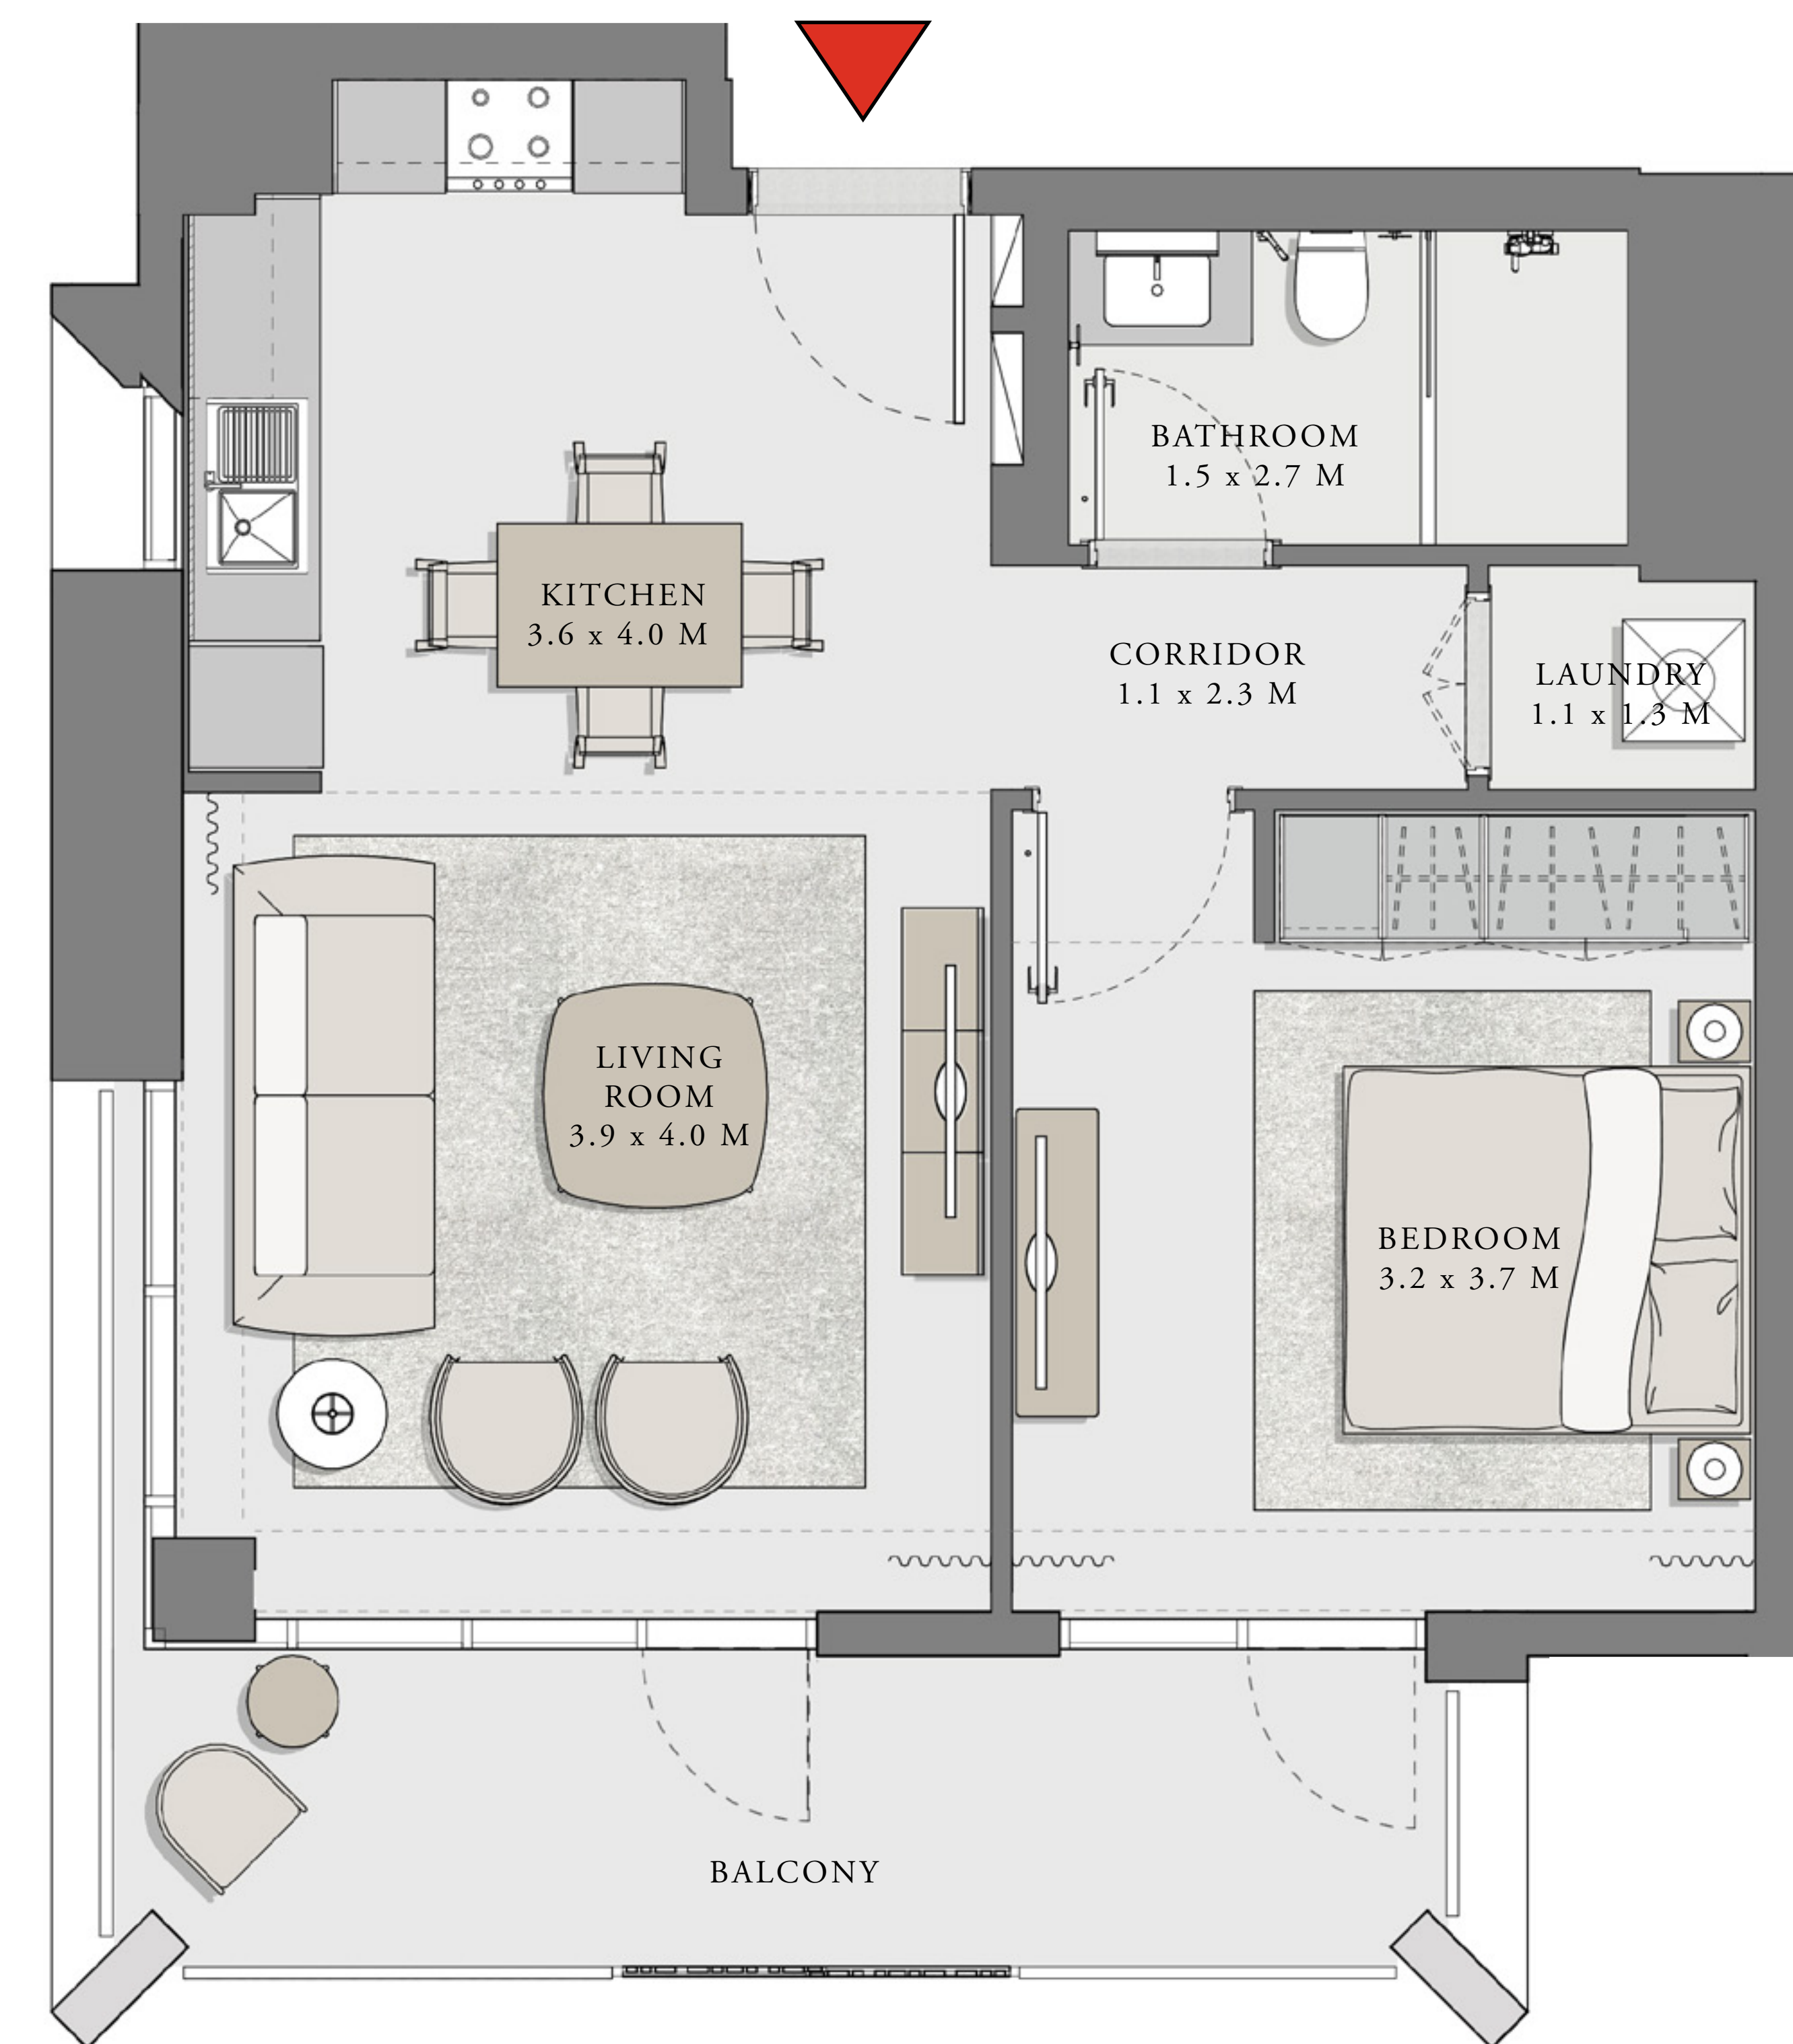 BATHROOM
1.5 x 2.7 M
KITCHEN
3.6 x 4.0 M
CORRIDOR
1.1 x 2.3 M
LAUNDRY
1.1 x 1.3 M
LIVING
ROOM
3.9 x 4.0 M
BEDROOM
3.2 x 3.7 M
BALCONY